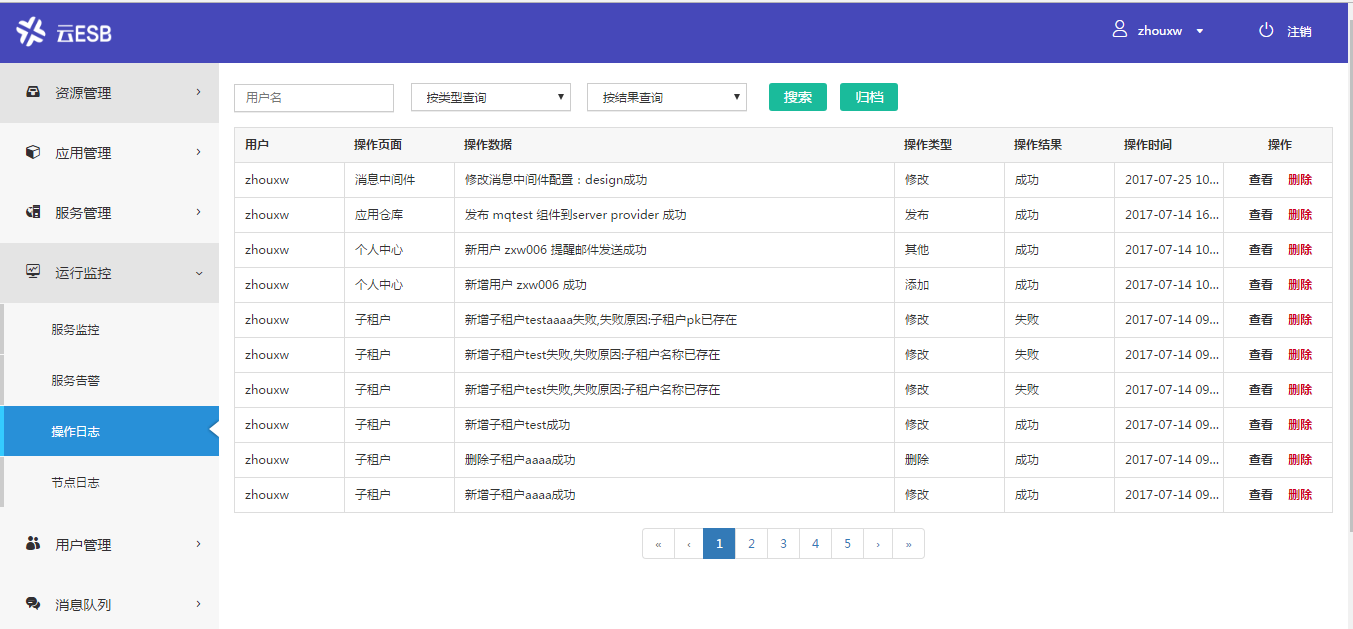 云ESB
zhouxw
注销
资源管理
应用管理
服务管理
运行监控
服务监控
服务告警
操作日志
节点日志
用户管理
消息队列
用户名 按类型查询 按结果查询 搜索 归档
用户 操作页面 操作数据 操作类型 操作结果 操作时间 操作
zhouxw 消息中间件 修改消息中间件配置：design成功 修改 成功 2017-07-25 10... 查看 删除
zhouxw 应用仓库 发布 mqtest 组件到server provider 成功 发布 成功 2017-07-14 16... 查看 删除
zhouxw 个人中心 新用户 zxw006 提醒邮件发送成功 其他 成功 2017-07-14 10... 查看 删除
zhouxw 个人中心 新增用户 zxw006 成功 添加 成功 2017-07-14 10... 查看 删除
zhouxw 子租户 新增子租户testaaaa失败,失败原因:子租户pk已存在 修改 失败 2017-07-14 09... 查看 删除
zhouxw 子租户 新增子租户test失败,失败原因:子租户名称已存在 修改 失败 2017-07-14 09... 查看 删除
zhouxw 子租户 新增子租户test失败,失败原因:子租户名称已存在 修改 失败 2017-07-14 09... 查看 删除
zhouxw 子租户 新增子租户test成功 修改 成功 2017-07-14 09... 查看 删除
zhouxw 子租户 删除子租户aaaa成功 删除 成功 2017-07-14 09... 查看 删除
zhouxw 子租户 新增子租户aaaa成功 修改 成功 2017-07-14 09... 查看 删除
« ‹ 1 2 3 4 5 › »